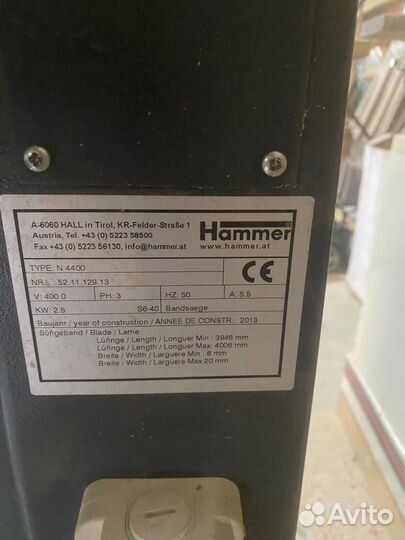 A-6060 HALL in Tirol, KR-Felder-Straße 1
Austria, Tel. +43 (0) 5223 58500
Fax +43 (0) 5223 56130, info@hammer.at
Hammer
www.hammer.at
TYPE: N 4400
NR.: 52.11.129.13
CE
V: 400.0 PH: 3 HZ: 50 A: 5.5
KW: 2.5 S6-40 Bandsaege
Baujahr / year of construction / ANNEE DE CONSTR.: 2013
Süñgeband / Blade / Lame
Lüñnge / Length / Longuer Min : 3946 mm
Lüñnge / Length / Longuer Max: 4006 mm
Breite / Width / Larguere Min : 6 mm
Breite / Width / Larguere Max: 20 mm
Avito